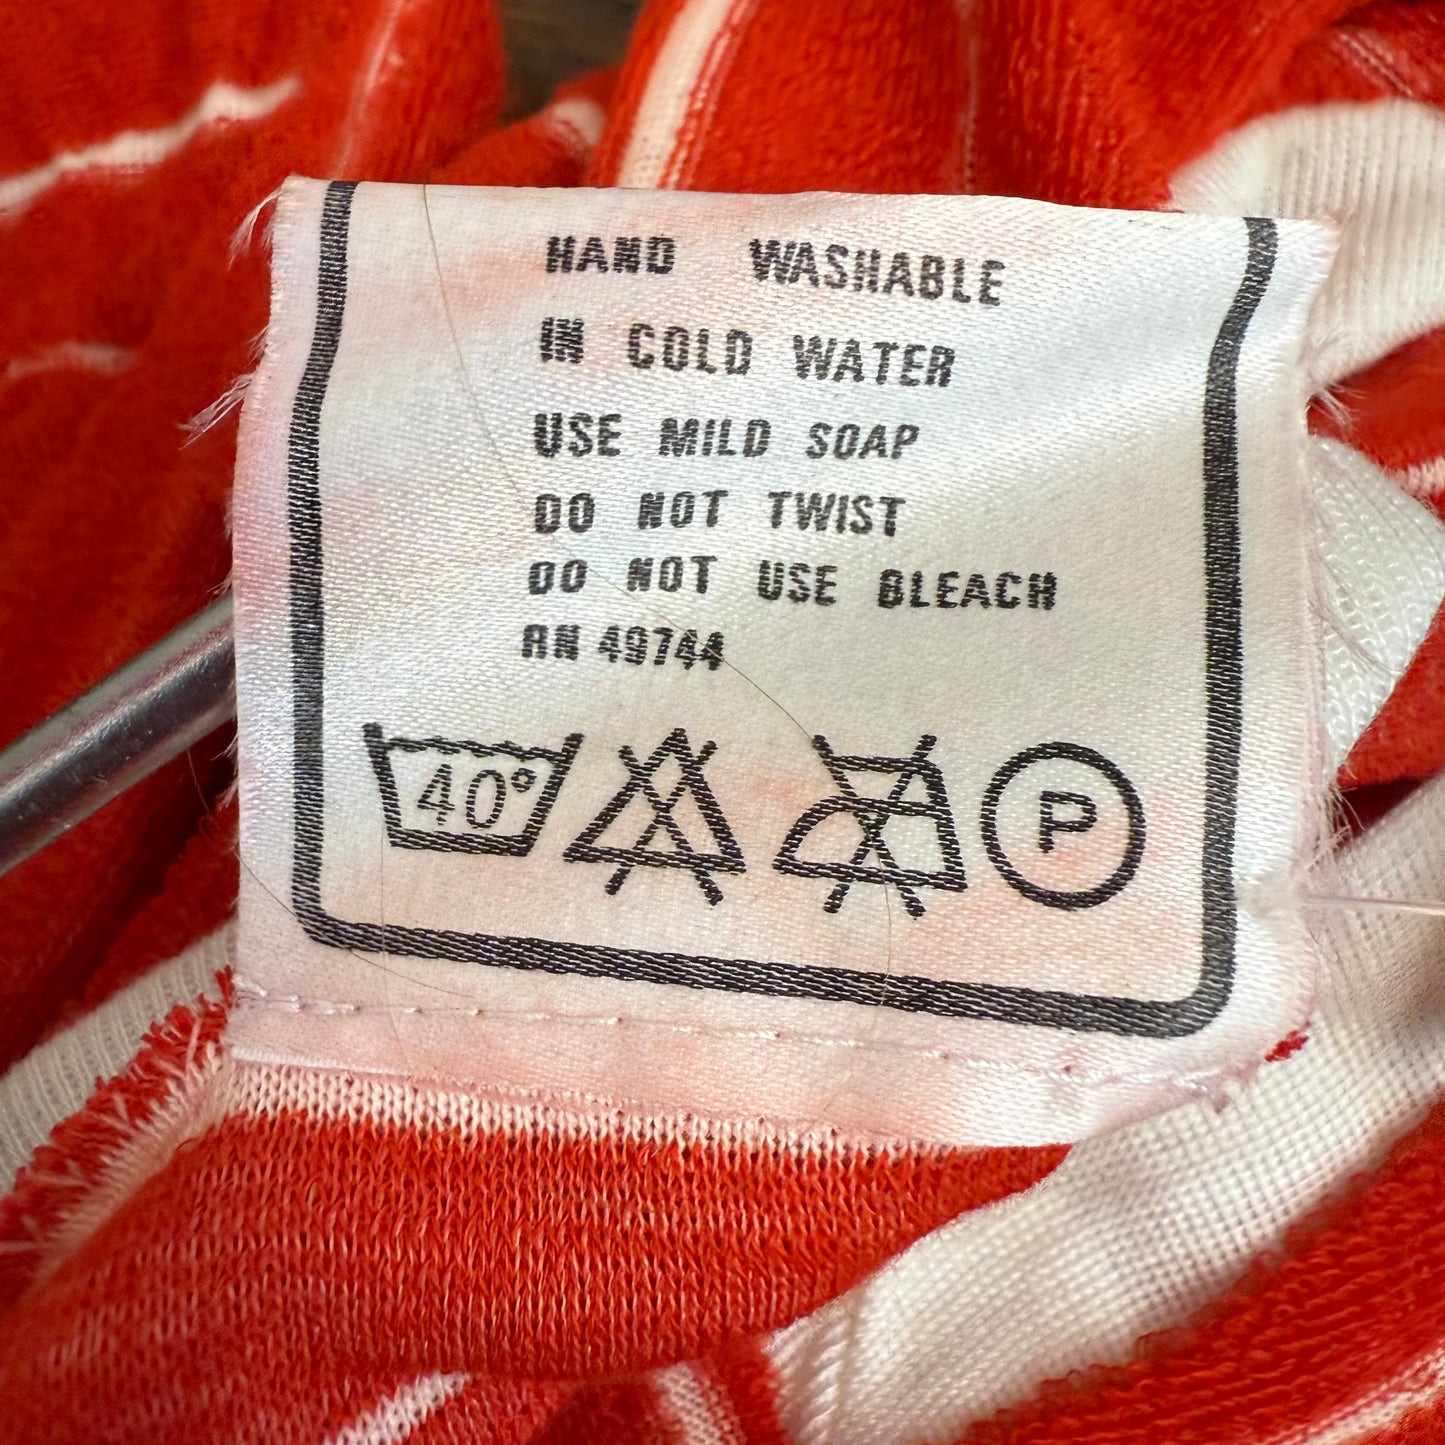 HAND WASHABLE
IN COLD WATER
USE MILD SOAP
DO NOT TWIST
DO NOT USE BLEACH
RN 49744
40° P